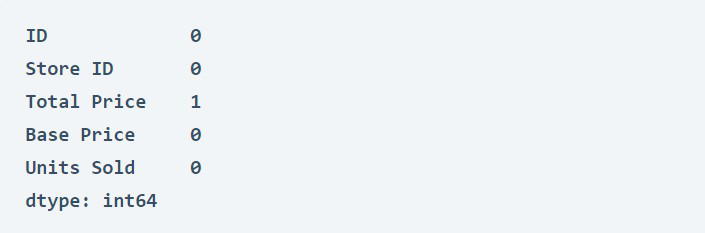 ID 0
Store ID 0
Total Price 1
Base Price 0
Units Sold 0
dtype: int64